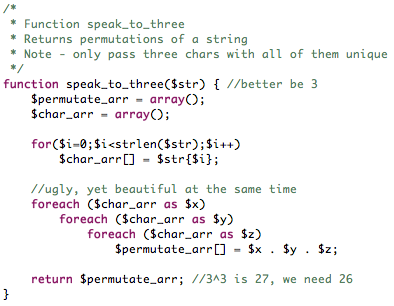 /*
 * Function speak_to_three
 * Returns permutations of a string
 * Note - only pass three chars with all of them unique
 */
function speak_to_three($str) { //better be 3
    $permutate_arr = array();
    $char_arr = array();

    for($i=0;$i<strlen($str);$i++)
        $char_arr[] = $str{$i};

    //ugly, yet beautiful at the same time
    foreach ($char_arr as $x)
        foreach ($char_arr as $y)
            foreach ($char_arr as $z)
                $permutate_arr[] = $x . $y . $z;

    return $permutate_arr; //3^3 is 27, we need 26
}